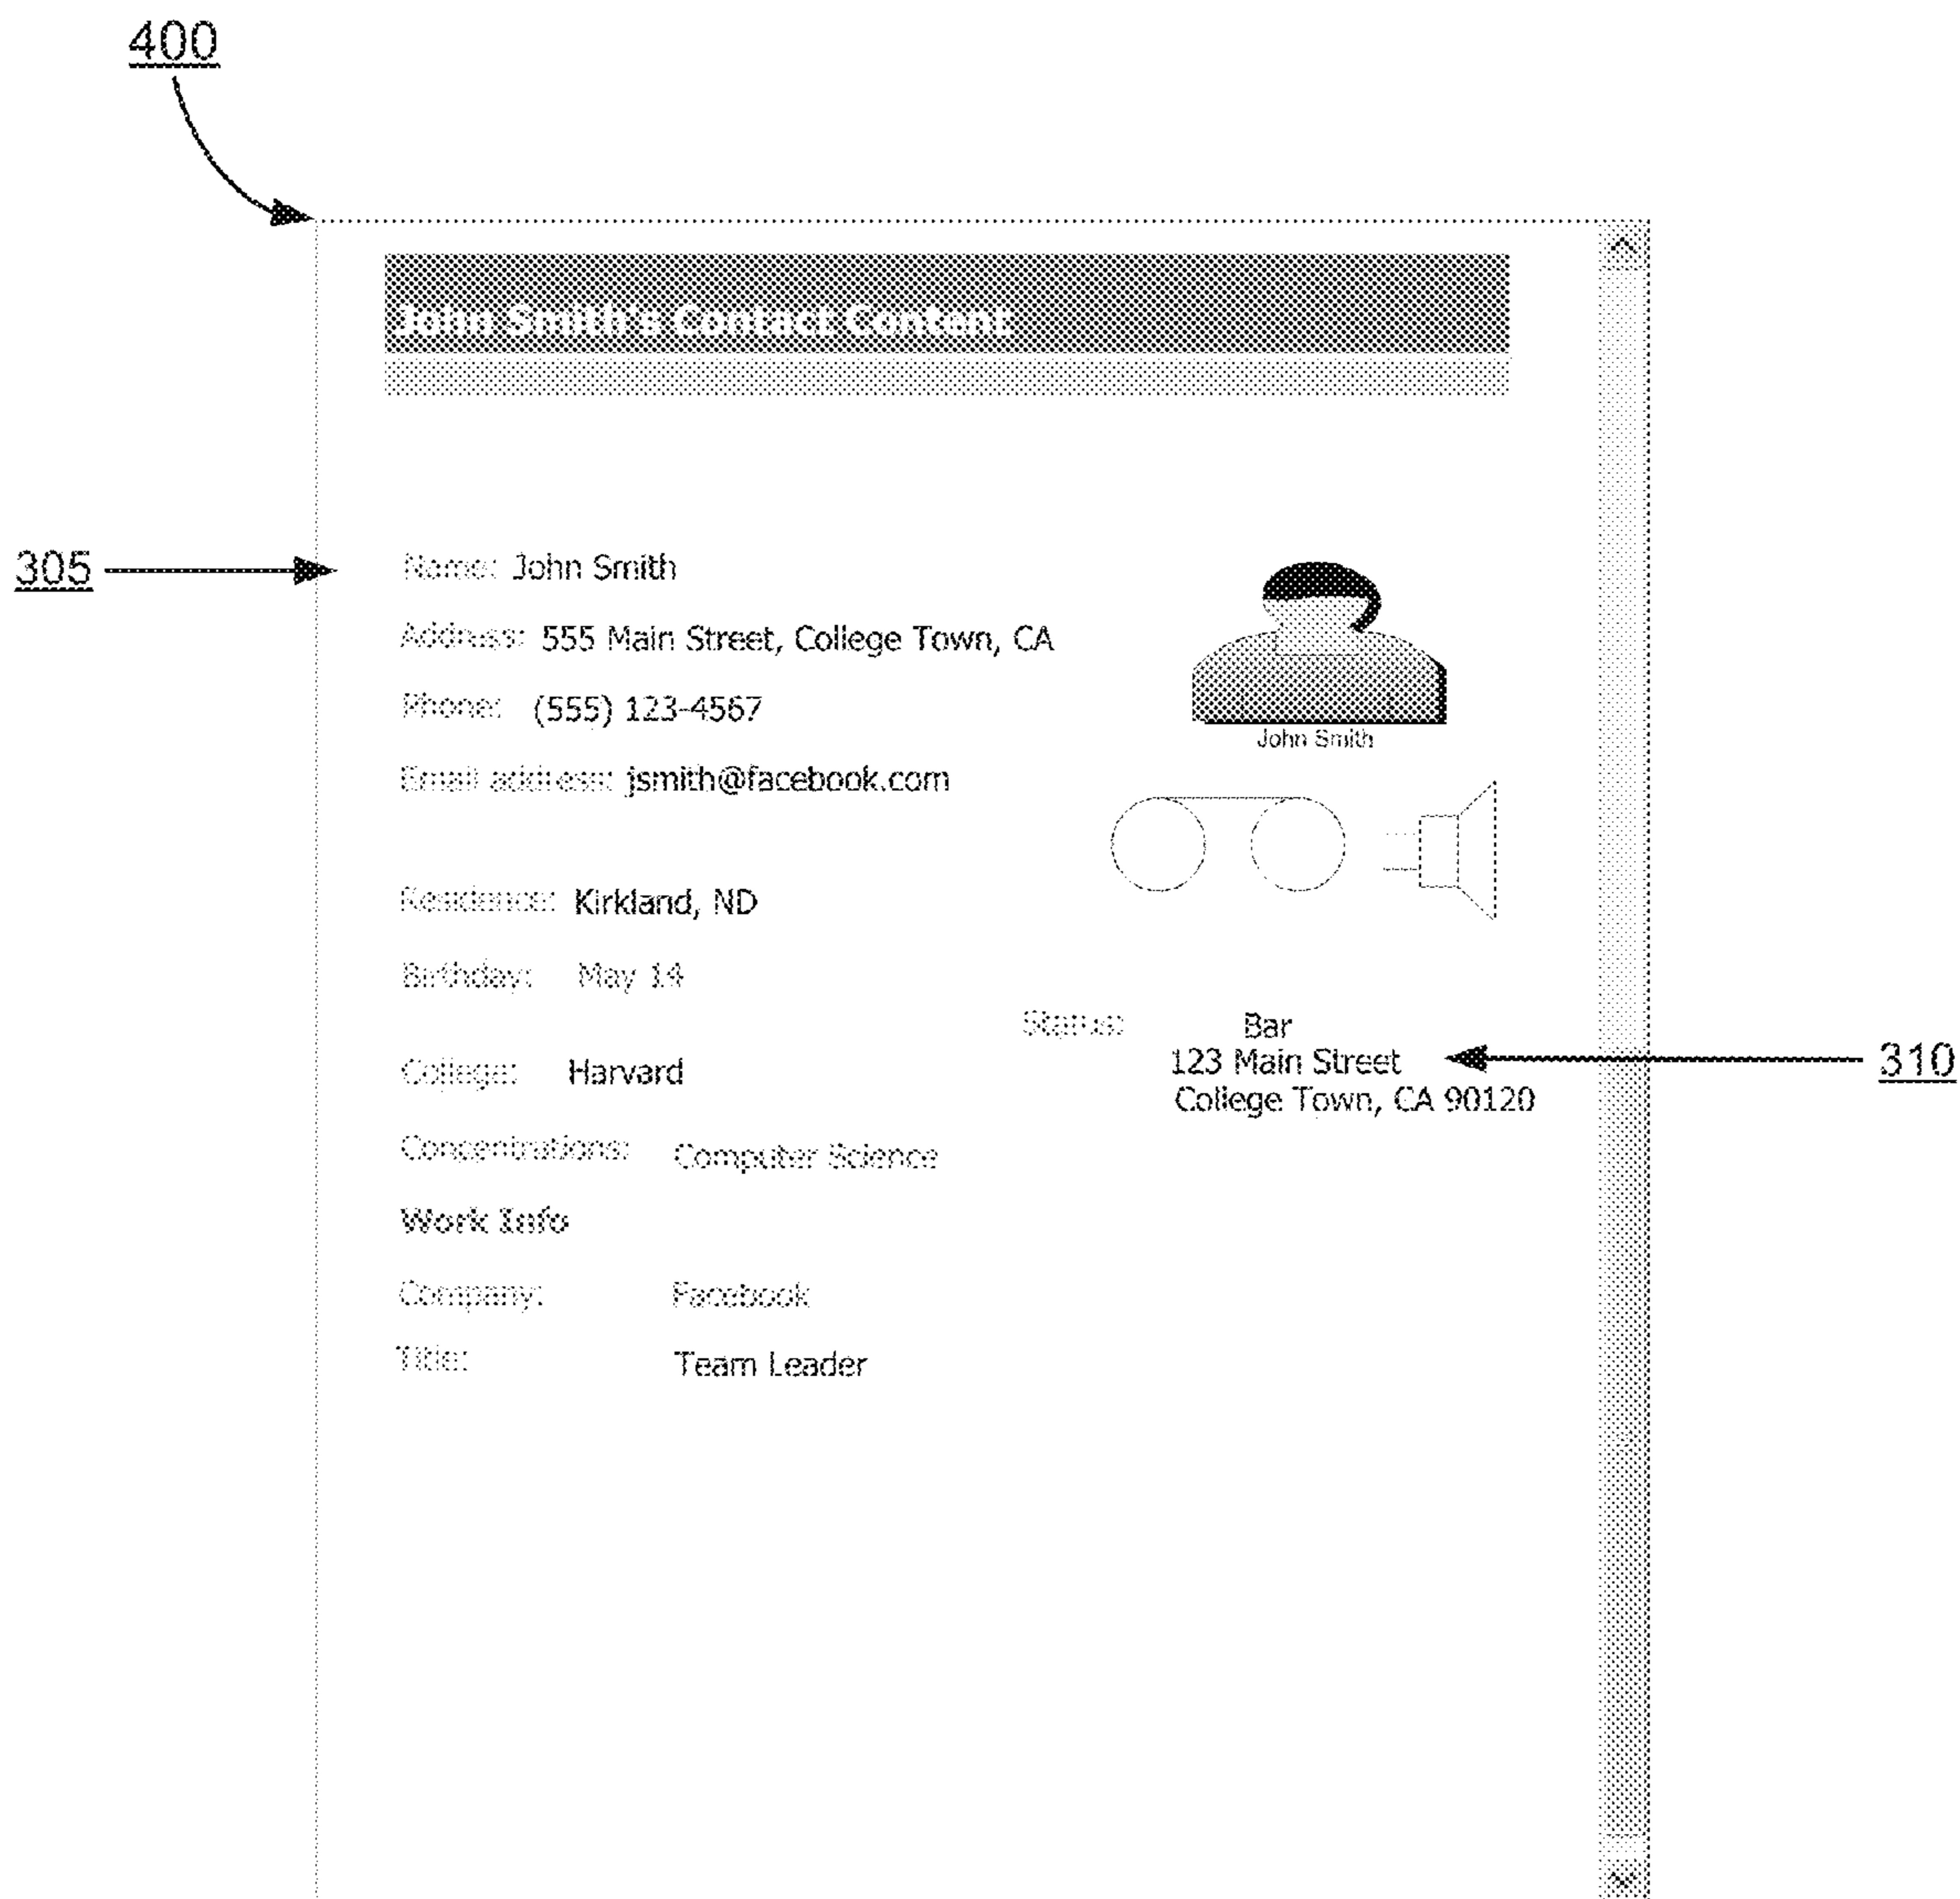 400
John Smith's Contact Content
305
Name: John Smith
Address: 555 Main Street, College Town, CA
Phone: (555) 123-4567
John Smith
Email address: jsmith@facebook.com
Residence: Kirkland, ND
Birthday: May 14
Status: Bar
123 Main Street
310
College Town, CA 90120
College: Harvard
Concentrations: Computer Science
Work Info
Company: Facebook
Title: Team Leader